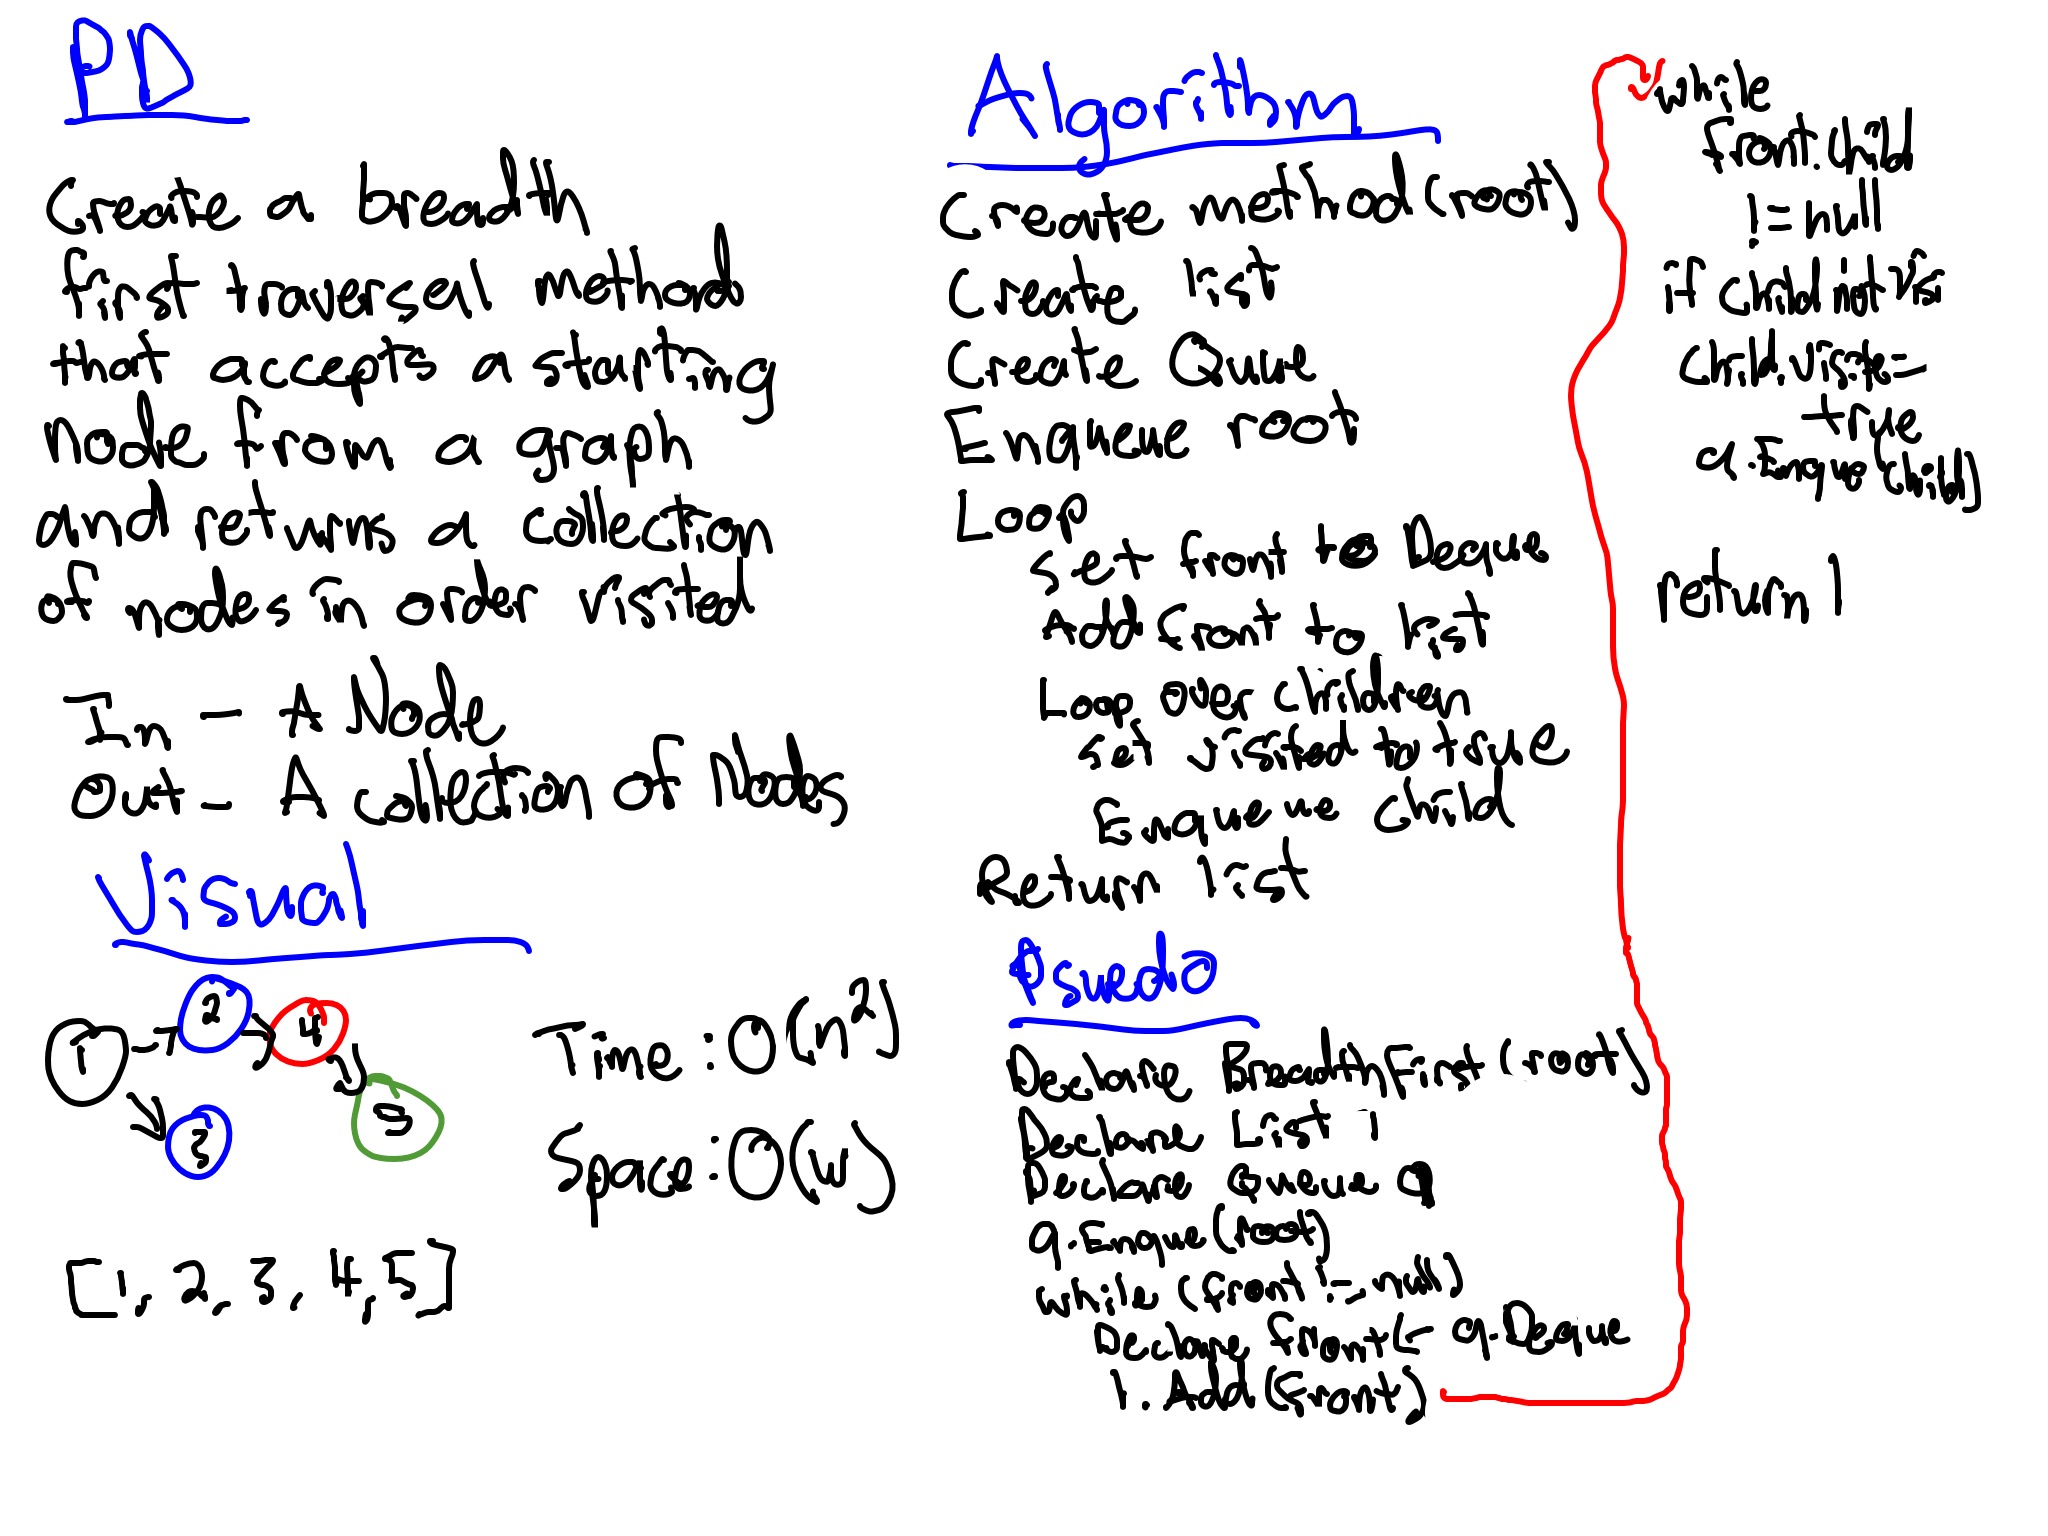 PD
Create a breadth
first traversal method
that accepts a starting
node from a graph
and returns a collection
of nodes in order visited
In - A Node
Out - A collection of Nodes
Visual
1
2
4
3
5
[1, 2, 3, 4, 5]
Time: O(n²)
Space: O(w)
Algorithm
Create method (root)
Create list
Create Queue
Enqueue root
Loop
set front to Deque
Add front to list
Loop over children
set visited to true
Enqueue child
Return list
Psuedo
Declare BreadthFirst (root)
Declare List l
Declare Queue q
q.Enque(root)
while (front != null)
Declare front <- q.Deque
l.Add(front)
while
front.child
!= null
if child not Visi
child.visite =
true
q.Enque(child)
return l